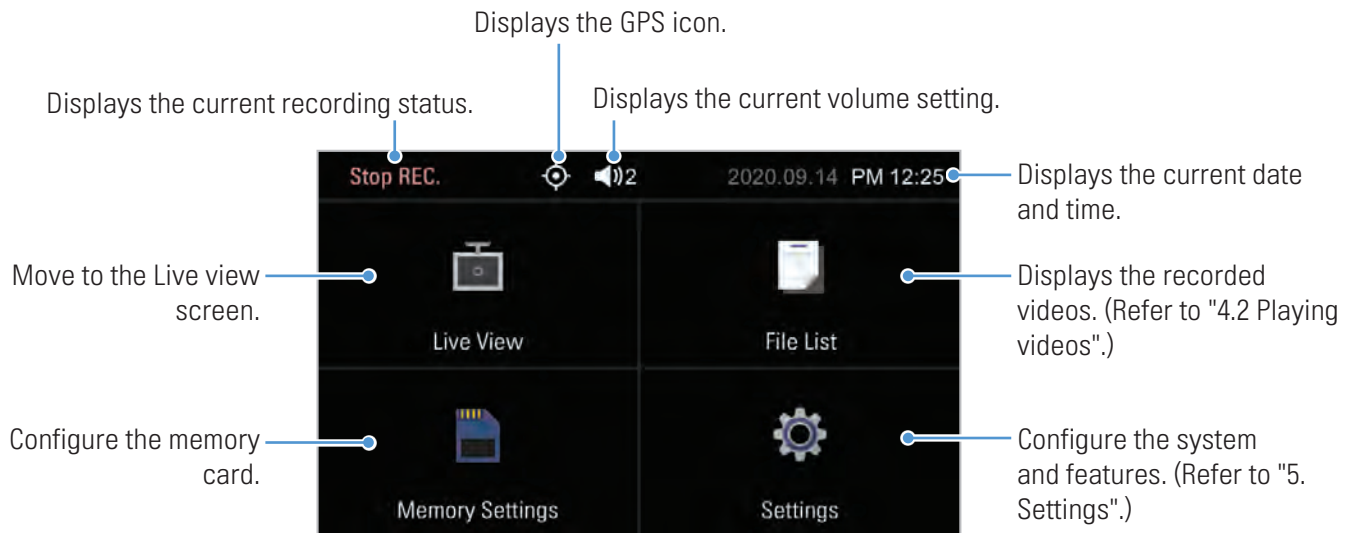 Displays the GPS icon.
Displays the current recording status.
Displays the current volume setting.
Stop REC.
2
2020.09.14 PM 12:25
Displays the current date
and time.
Move to the Live view
screen.
Live View
File List
Displays the recorded
videos. (Refer to "4.2 Playing
videos".)
Configure the memory
card.
Memory Settings
Settings
Configure the system
and features. (Refer to "5.
Settings".)